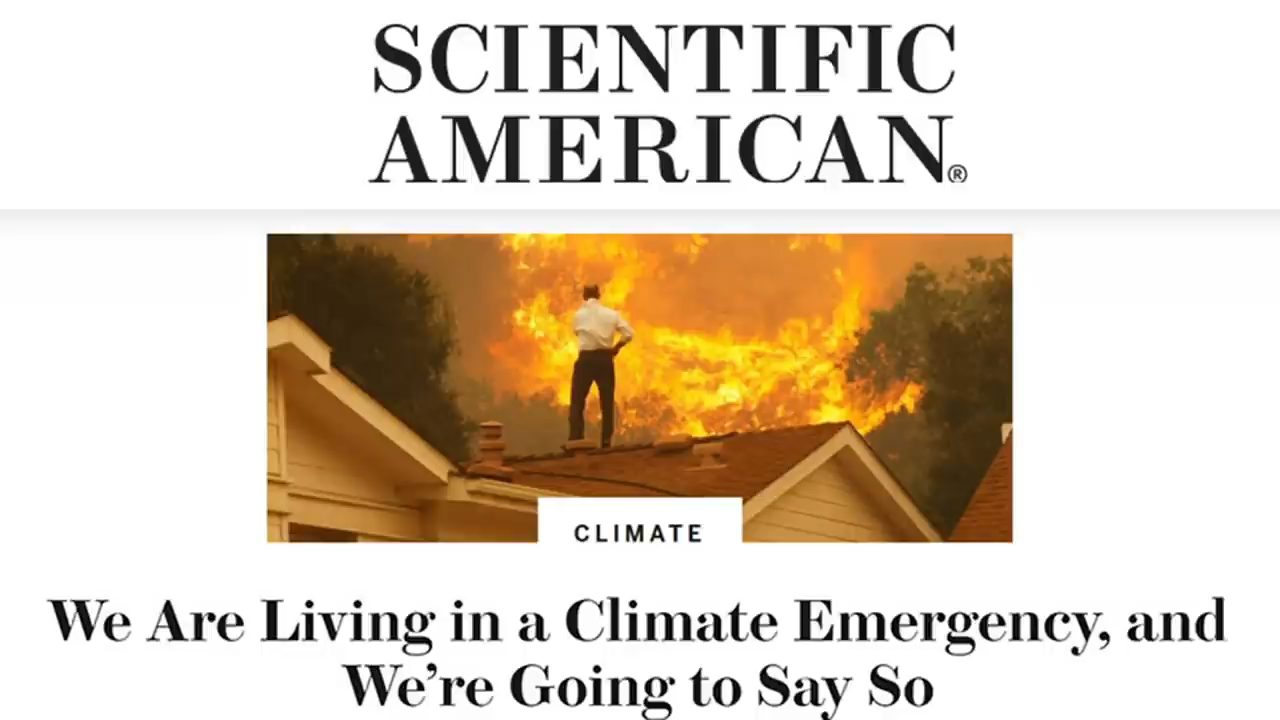 SCIENTIFIC
AMERICAN®
CLIMATE
We Are Living in a Climate Emergency, and
We’re Going to Say So